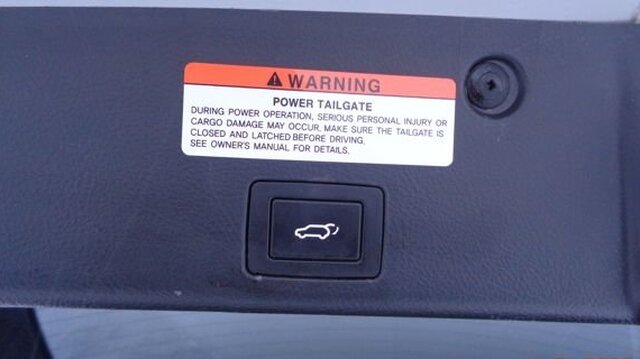 WARNING
POWER TAILGATE
DURING POWER OPERATION, SERIOUS PERSONAL INJURY OR
CARGO DAMAGE MAY OCCUR. MAKE SURE THE TAILGATE IS
CLOSED AND LATCHED BEFORE DRIVING.
SEE OWNER'S MANUAL FOR DETAILS.